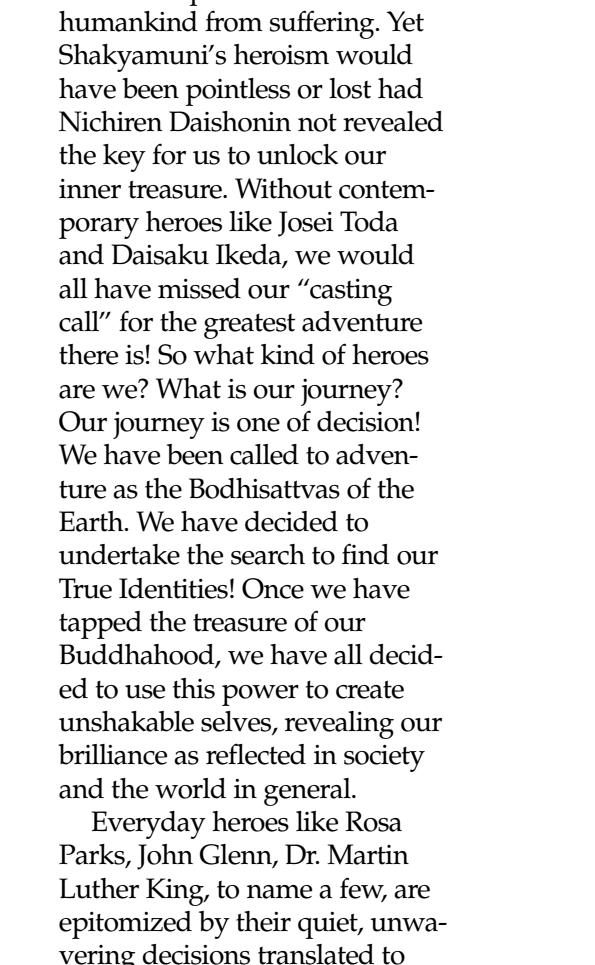 humankind from suffering. Yet
Shakyamuni’s heroism would
have been pointless or lost had
Nichiren Daishonin not revealed
the key for us to unlock our
inner treasure. Without contem-
porary heroes like Josei Toda
and Daisaku Ikeda, we would
all have missed our “casting
call” for the greatest adventure
there is! So what kind of heroes
are we? What is our journey?
Our journey is one of decision!
We have been called to adven-
ture as the Bodhisattvas of the
Earth. We have decided to
undertake the search to find our
True Identities! Once we have
tapped the treasure of our
Buddhahood, we have all decid-
ed to use this power to create
unshakable selves, revealing our
brilliance as reflected in society
and the world in general.
Everyday heroes like Rosa
Parks, John Glenn, Dr. Martin
Luther King, to name a few, are
epitomized by their quiet, unwa-
vering decisions translated to